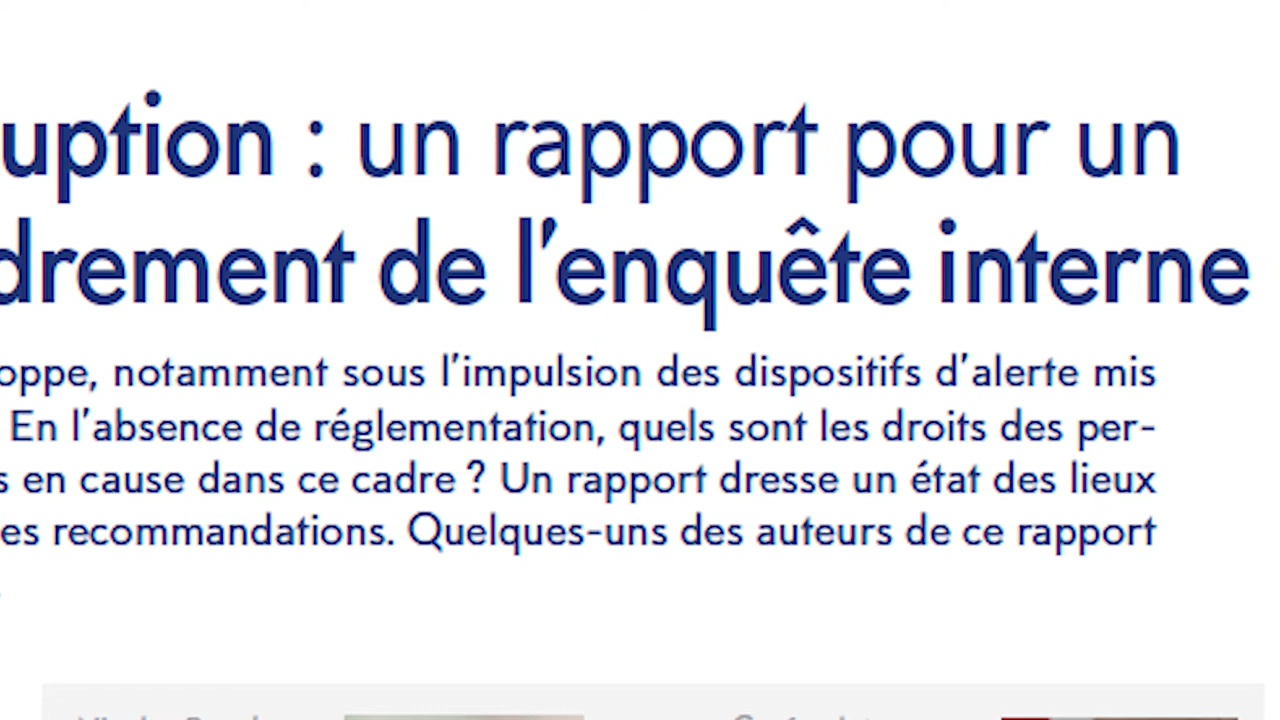 uption : un rapport pour un
drement de l'enquête interne
oppe, notamment sous l'impulsion des dispositifs d'alerte mis
En l'absence de réglementation, quels sont les droits des per-
s en cause dans ce cadre ? Un rapport dresse un état des lieux
es recommandations. Quelques-uns des auteurs de ce rapport